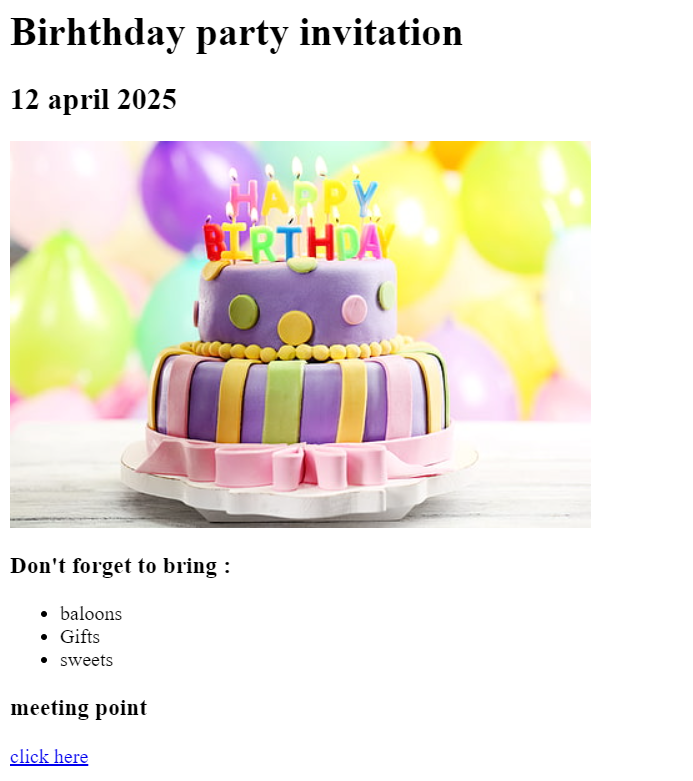 Birhthday party invitation
12 april 2025
HAPPY
BIRTHDAY
Don't forget to bring :
baloons
Gifts
sweets
meeting point
click here